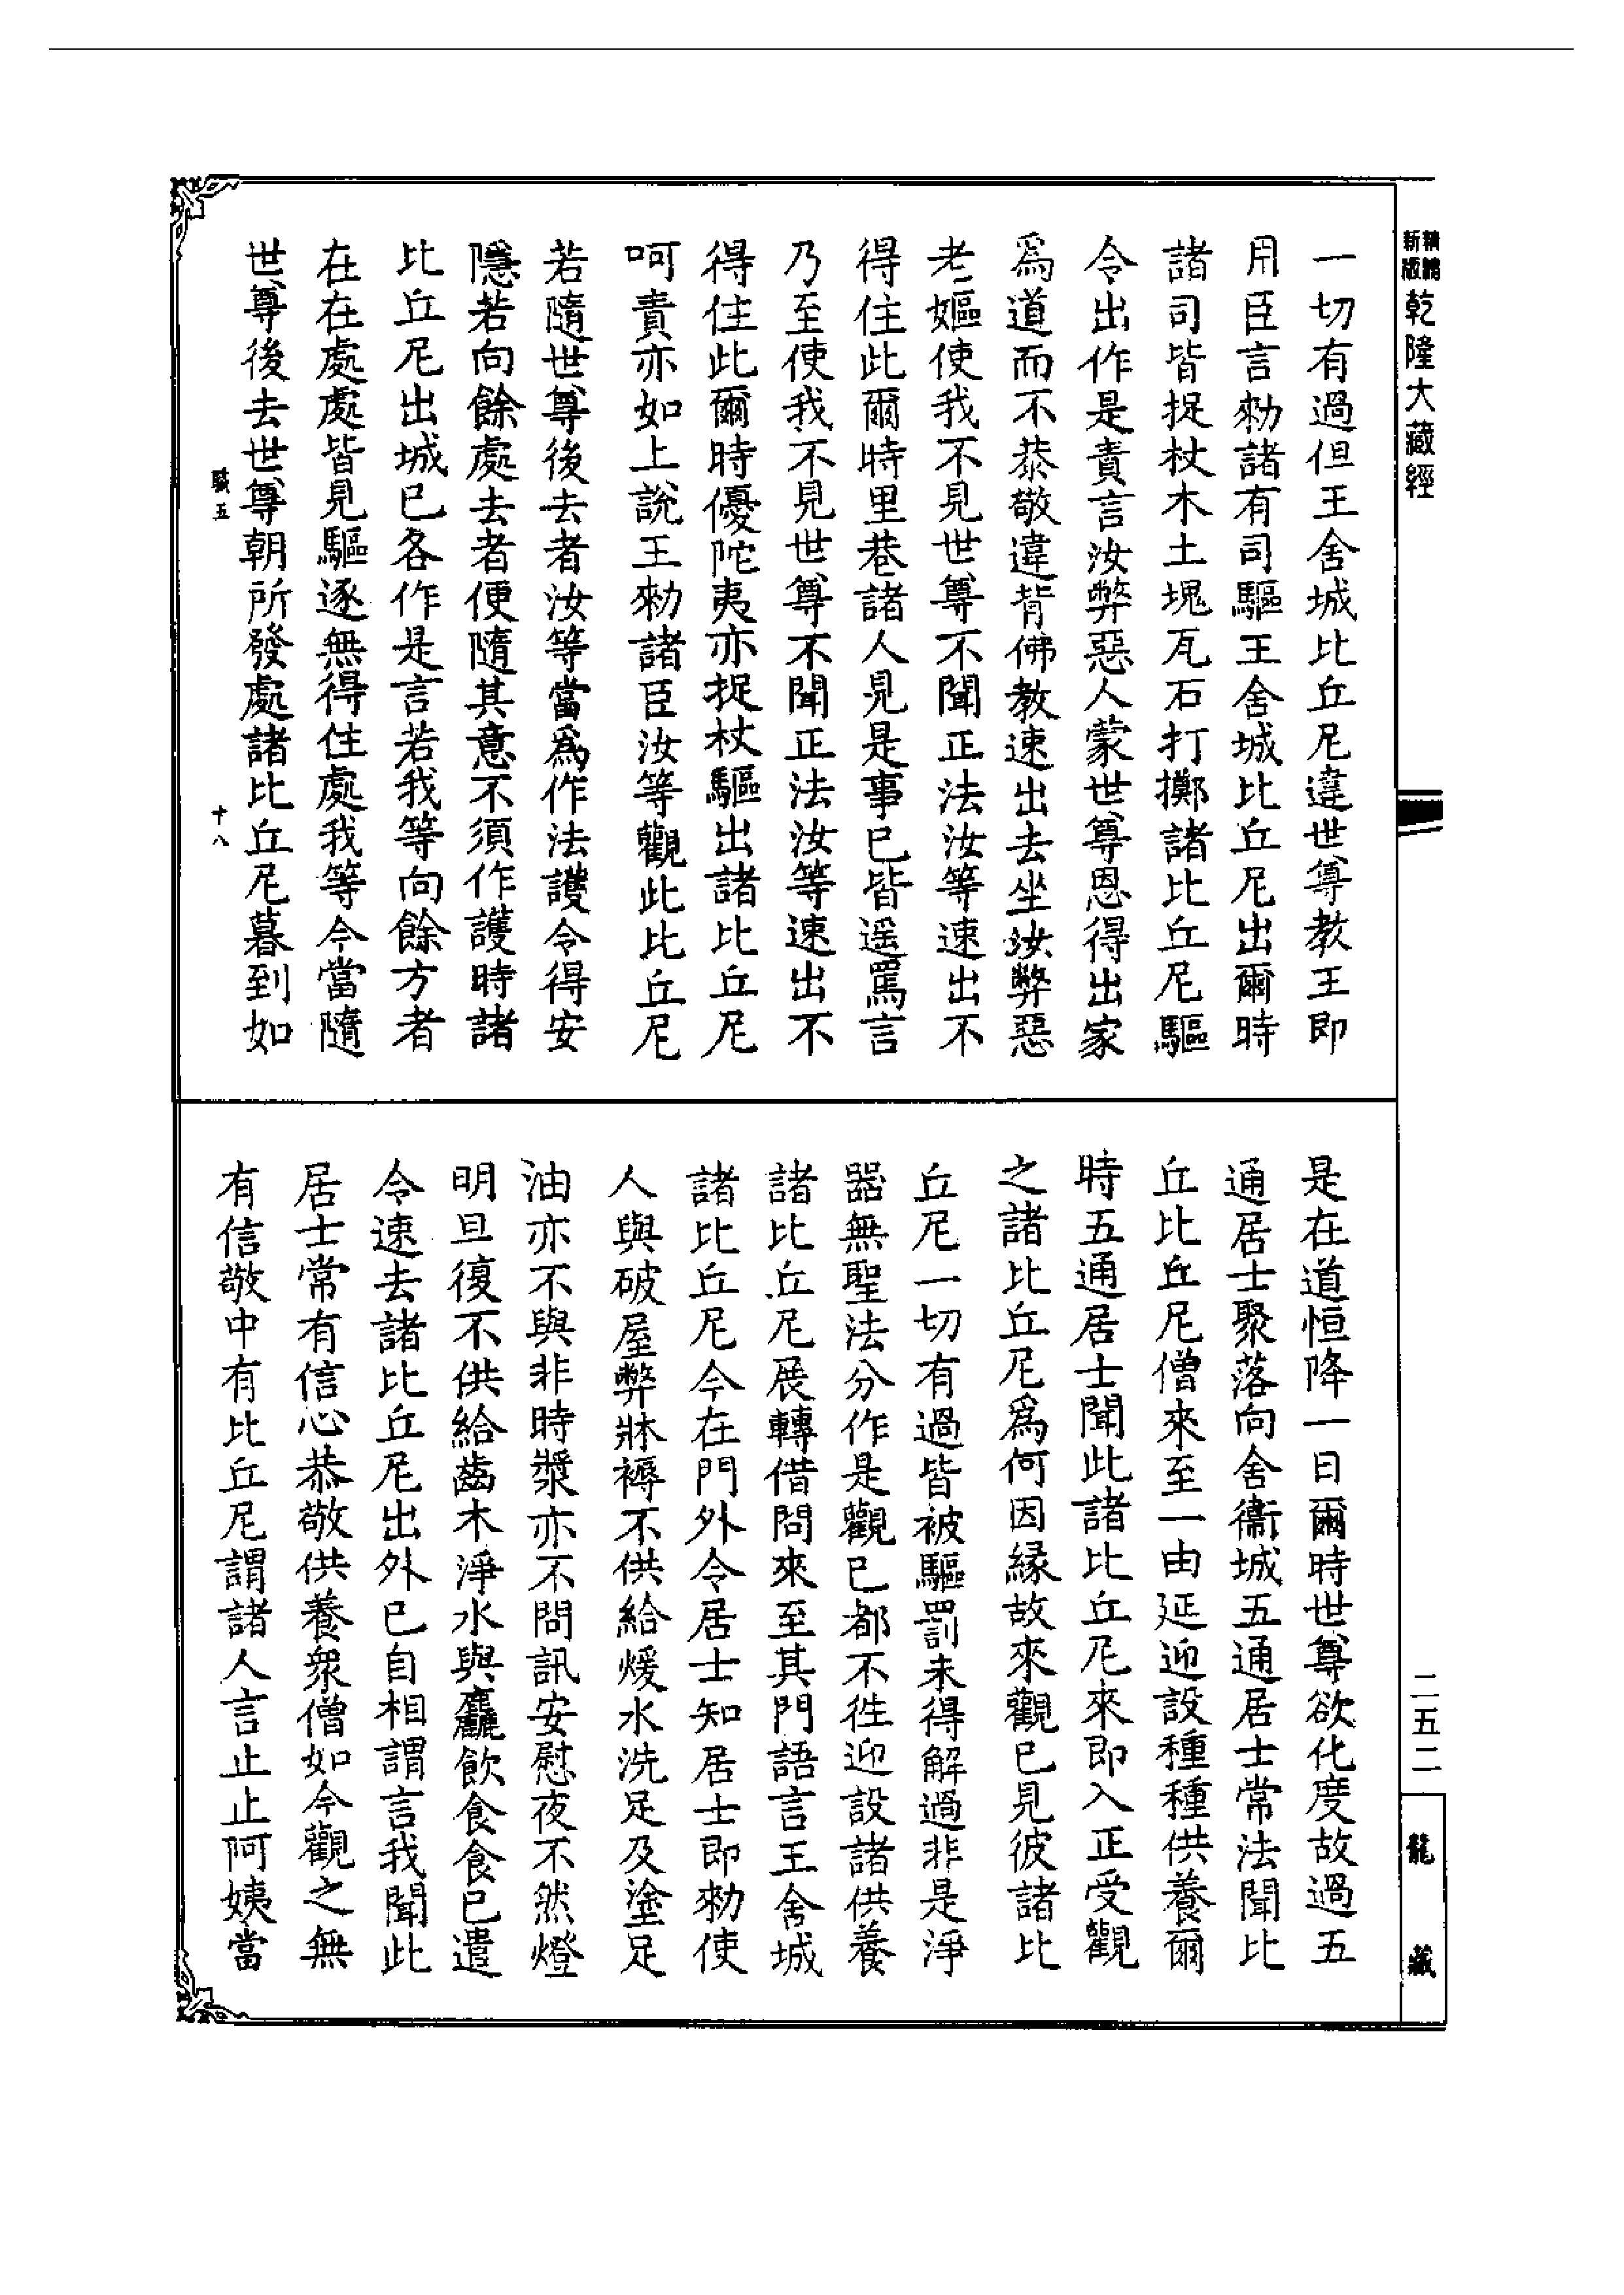 新版
精縮
乾隆大藏經
一切有過但王舍城比丘尼違世尊教王即
用臣言勑諸有司驅王舍城比丘尼出爾時
諸司皆捉杖木土塊瓦石打擲諸比丘尼驅
令出作是責言汝弊惡人蒙世尊恩得出家
爲道而不恭敬違背佛教速出去坐汝弊惡
老嫗使我不見世尊不聞正法汝等速出不
得住此爾時里巷諸人見是事已皆遥罵言
乃至使我不見世尊不聞正法汝等速出不
得住此爾時優陀夷亦捉杖驅出諸比丘尼
呵責亦如上說王勑諸臣汝等觀此比丘尼
若隨世尊後去者汝等當爲作法護令得安
隱若向餘處去者便隨其意不須作護時諸
比丘尼出城已各作是言若我等向餘方者
在在處處皆見驅逐無得住處我等今當隨
世尊後去世尊朝所發處諸比丘尼暮到如
職五
十八
是在道恒降一日爾時世尊欲化度故過五
通居士聚落向舍衞城五通居士常法聞比
丘比丘尼僧來至一由延迎設種種供養爾
時五通居士聞此諸比丘尼來即入正受觀
之諸比丘尼爲何因緣故來觀已見彼諸比
丘尼一切有過皆被驅罰未得解過非是淨
器無聖法分作是觀已都不徃迎設諸供養
諸比丘尼展轉借問來至其門語言王舍城
諸比丘尼今在門外令居士知居士即勑使
人與破屋弊牀褥不供給煖水洗足及塗足
油亦不與非時漿亦不問訊安慰夜不然燈
明旦復不供給齒木淨水與麤飲食食已遣
令速去諸比丘尼出外已自相謂言我聞此
居士常有信心恭敬供養衆僧如今觀之無
有信敬中有比丘尼謂諸人言止止阿姨當
二五二
龍藏